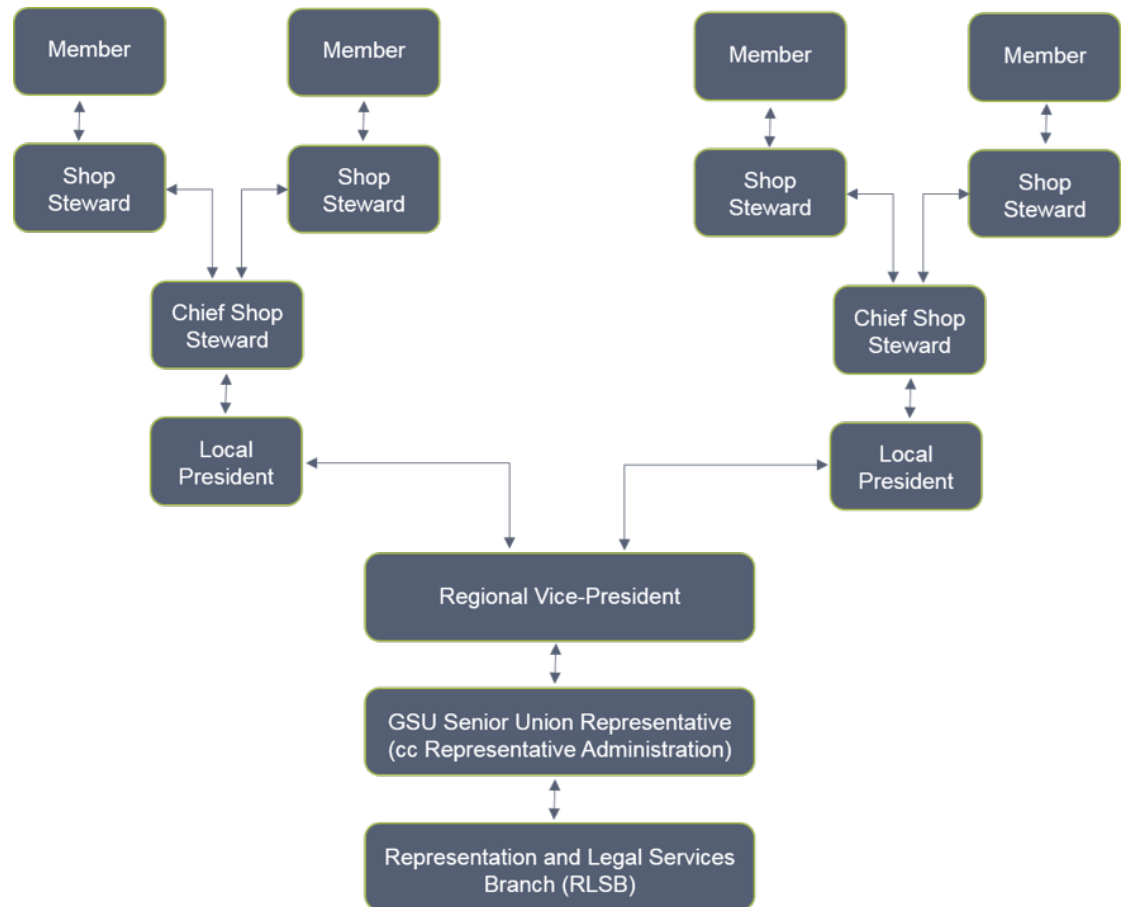 Member
Member
Member
Member
Shop
Steward
Shop
Steward
Shop
Steward
Shop
Steward
Chief Shop
Steward
Chief Shop
Steward
Local
President
Local
President
Regional Vice-President
GSU Senior Union Representative
(cc Representative Administration)
Representation and Legal Services
Branch (RLSB)